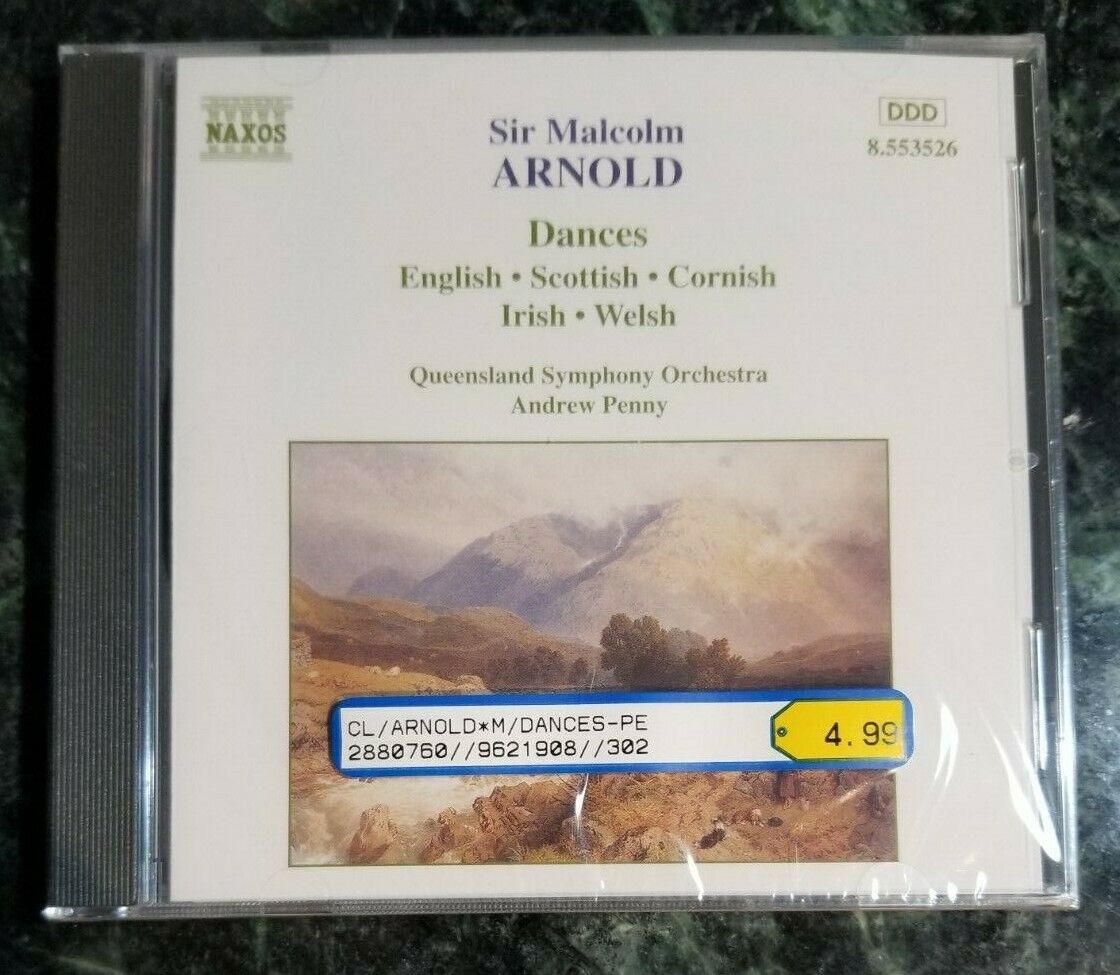 NAXOS
DDD
8.553526
Sir Malcolm
ARNOLD
Dances
English • Scottish • Cornish
Irish • Welsh
Queensland Symphony Orchestra
Andrew Penny
CL/ARNOLD*M/DANCES-PE
2880760//9621908//302
4.99